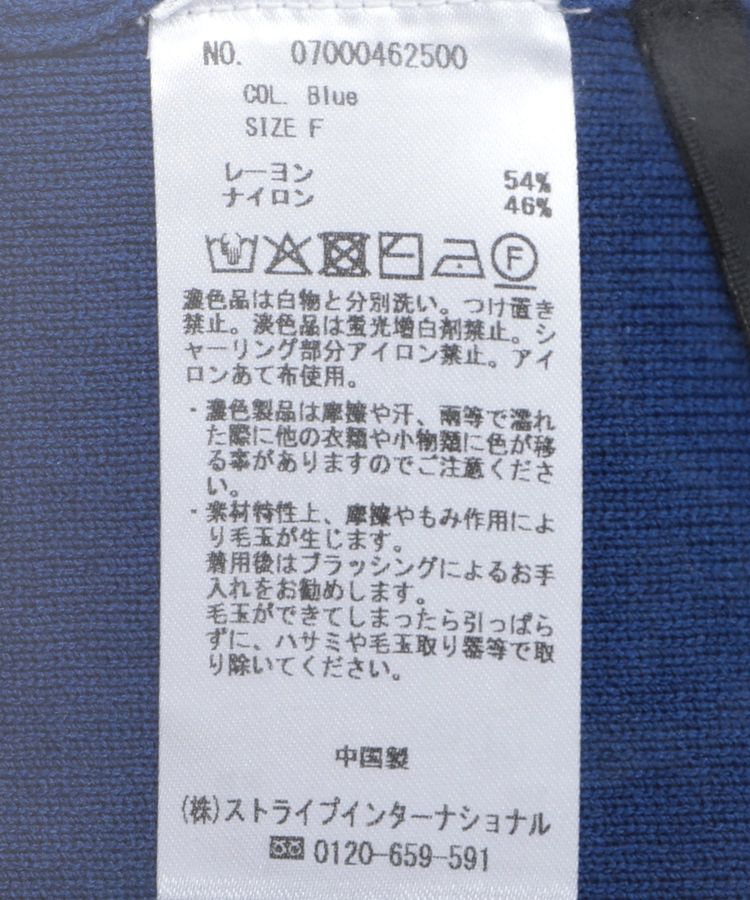 NO. 07000462500
COL. Blue
SIZE F
レーヨン 54%
ナイロン 46%
F
濃色品は白物と分別洗い。つけ置き
禁止。淡色品は蛍光増白剤禁止。シ
ャーリング部分アイロン禁止。アイ
ロンあて布使用。
・濃色製品は摩擦や汗、雨等で濡れ
た際に他の衣類や小物類に色が移
る事がありますのでご注意くださ
い。
・素材特性上、摩擦やもみ作用によ
り毛玉が生じます。
着用後はブラッシングによるお手
入れをお勧めします。
毛玉ができてしまったら引っぱら
ずに、ハサミや毛玉取り器等で取
り除いてください。
中国製
(株)ストライプインターナショナル
0120-659-591